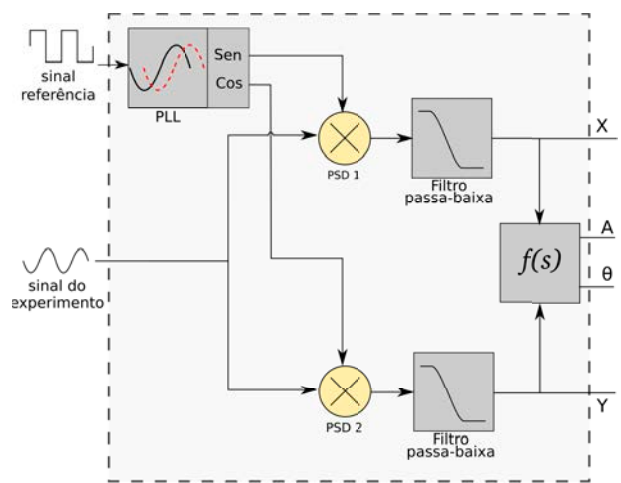 sinal
referência
Sen
Cos
PLL
PSD 1
Filtro
passa-baixa
X
A
f(s)
θ
sinal do
experimento
PSD 2
Filtro
passa-baixa
Y